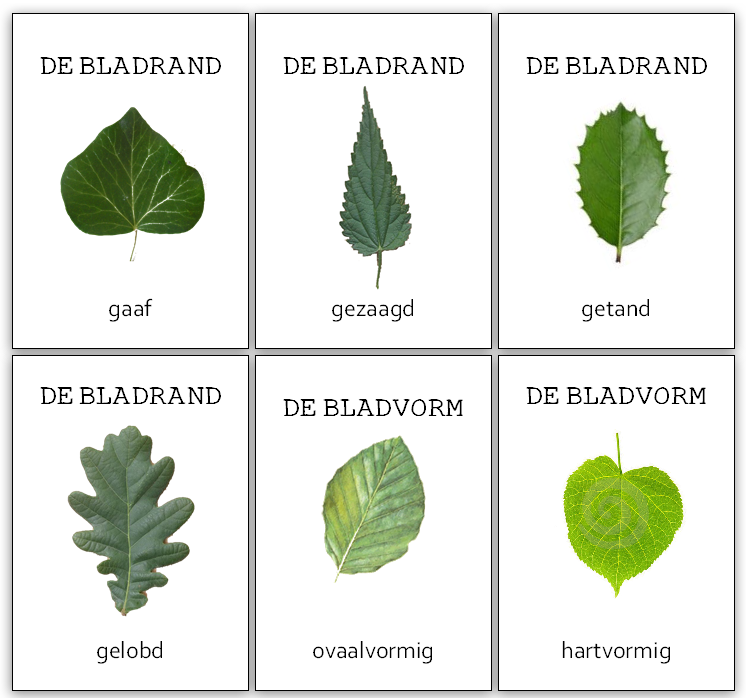 DE BLADRAND
gaaf
DE BLADRAND
gezaagd
DE BLADRAND
getand
DE BLADRAND
gelobd
DE BLADVORM
ovaalvormig
DE BLADVORM
hartvormig